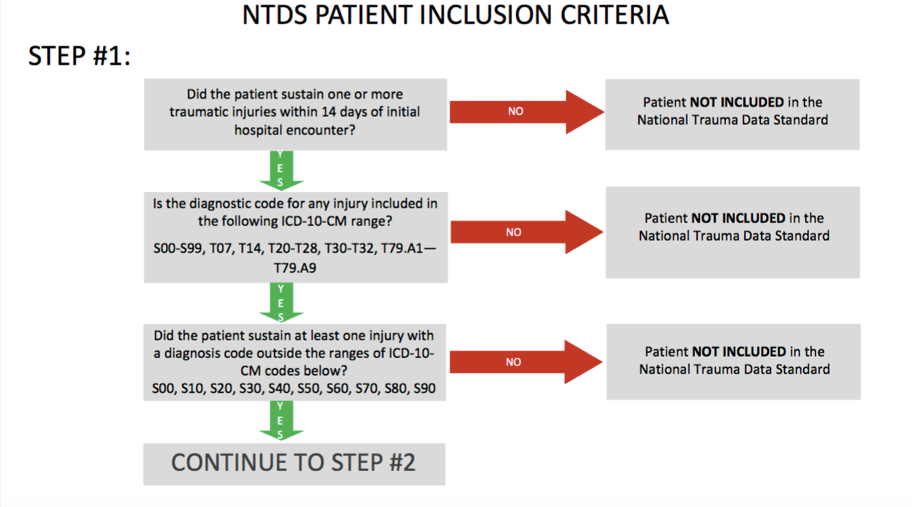 NTDS PATIENT INCLUSION CRITERIA
STEP #1:
Did the patient sustain one or more
traumatic injuries within 14 days of initial
hospital encounter?
NO
Patient NOT INCLUDED in the
National Trauma Data Standard
YES
Is the diagnostic code for any injury included in
the following ICD-10-CM range?
S00-S99, T07, T14, T20-T28, T30-T32, T79.A1—
T79.A9
NO
Patient NOT INCLUDED in the
National Trauma Data Standard
YES
Did the patient sustain at least one injury with
a diagnosis code outside the ranges of ICD-10-
CM codes below?
S00, S10, S20, S30, S40, S50, S60, S70, S80, S90
NO
Patient NOT INCLUDED in the
National Trauma Data Standard
YES
CONTINUE TO STEP #2